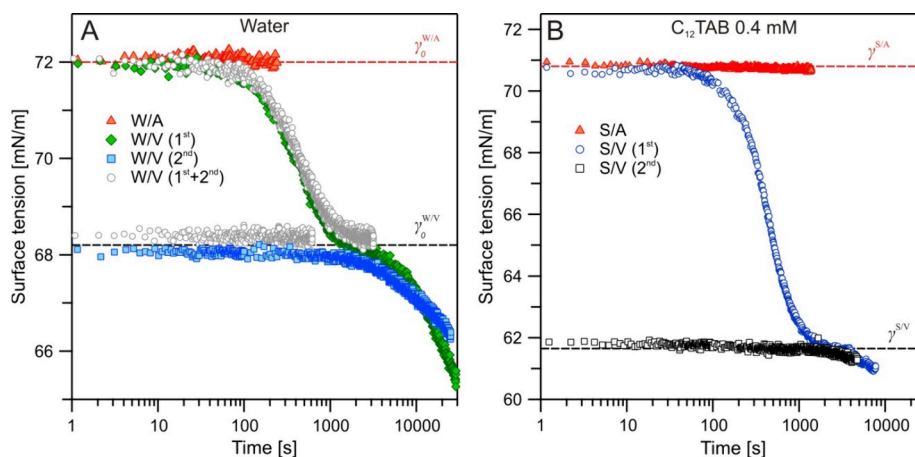 A
Water
γ₀ᵂ/ᴬ
W/A
W/V (1ˢᵗ)
W/V (2ⁿᵈ)
W/V (1ˢᵗ+2ⁿᵈ)
γ₀ᵂ/ⱽ
Surface tension [mN/m]
72
70
68
66
1
10
100
1000
10000
Time [s]
B
C₁₂TAB 0.4 mM
γˢ/ᴬ
S/A
S/V (1ˢᵗ)
S/V (2ⁿᵈ)
γˢ/ⱽ
Surface tension [mN/m]
72
70
68
66
64
62
60
1
10
100
1000
10000
Time [s]